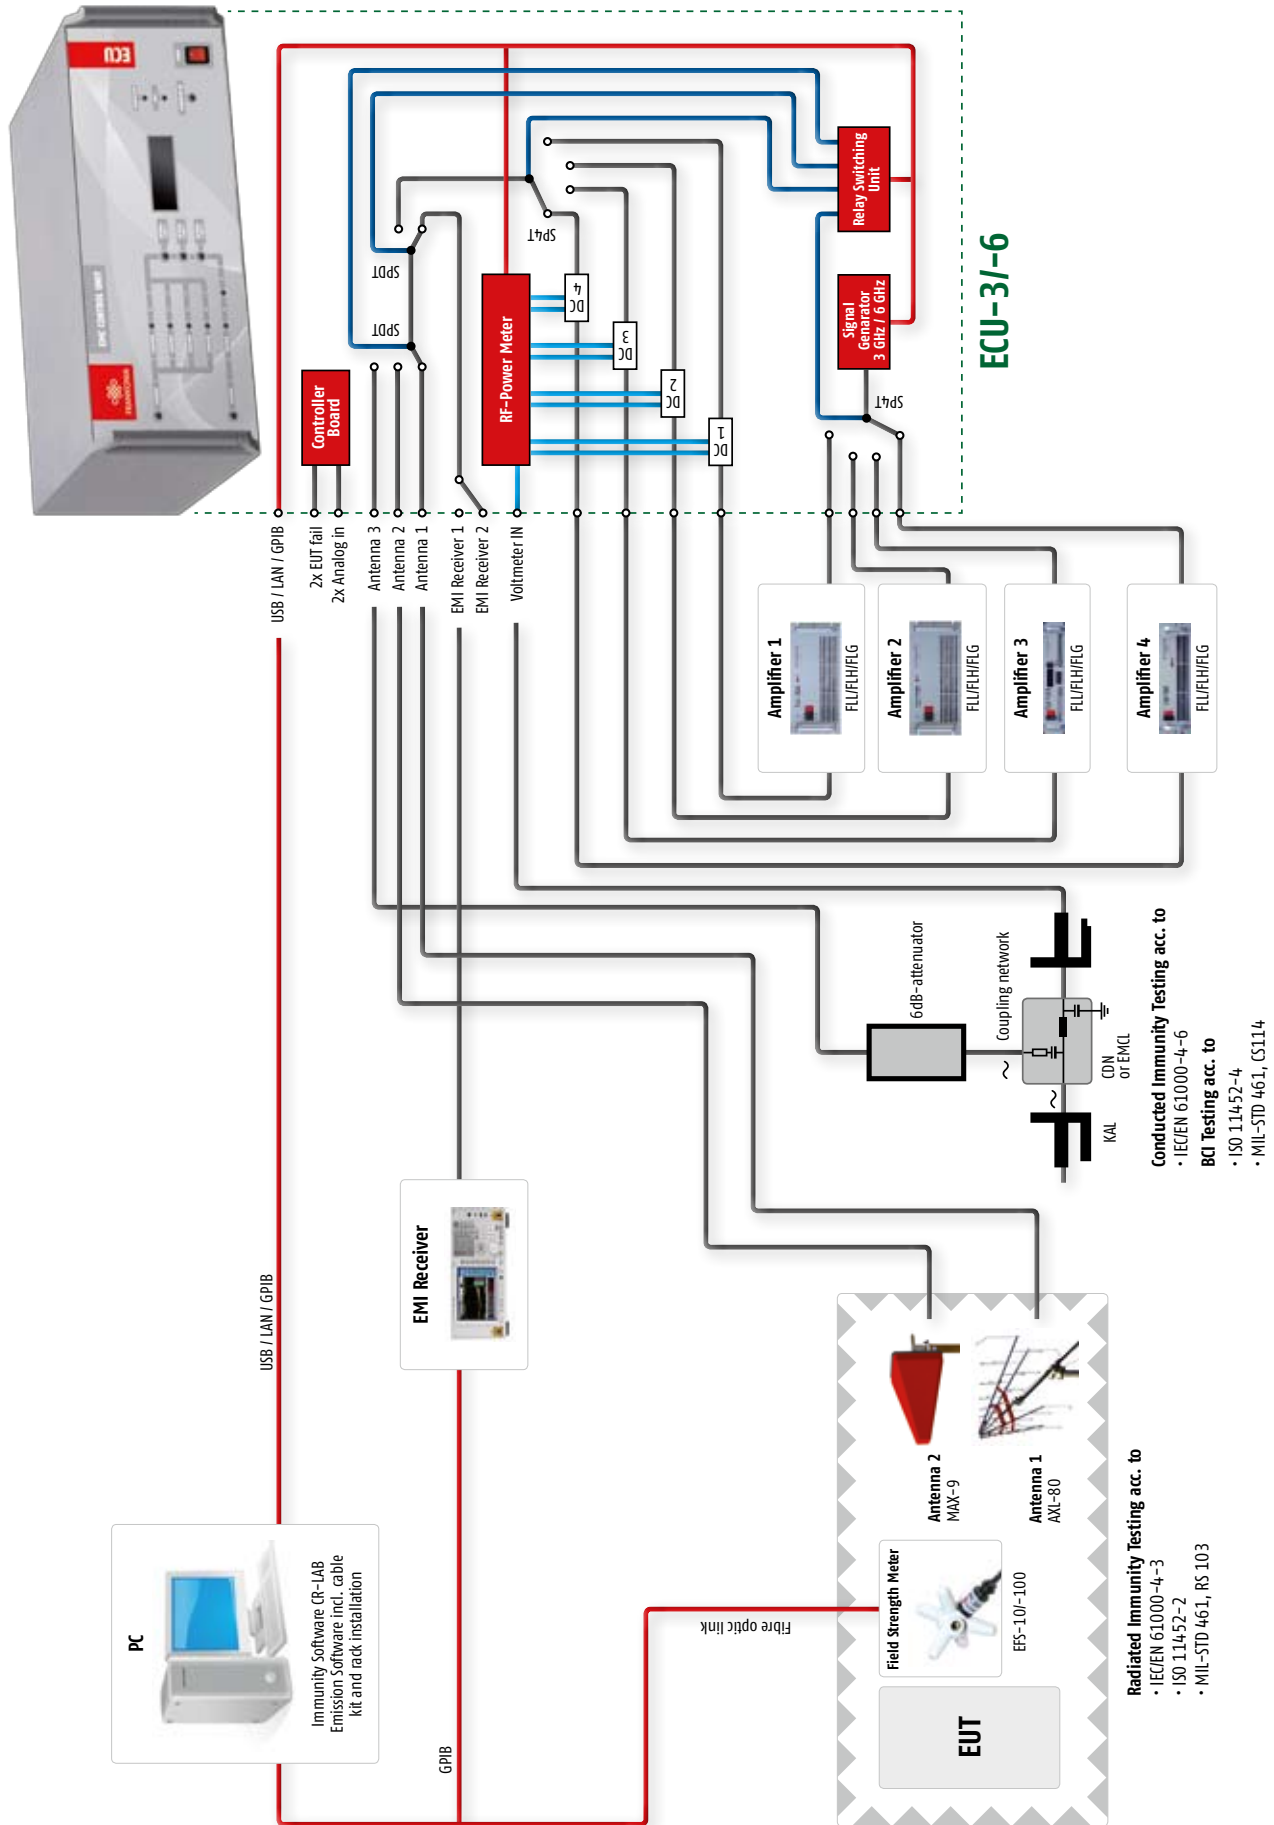 ECU
EMC CONTROL UNIT
FRANKONIA
PC
Immunity Software CR-LAB
Emission Software incl. cable
kit and rack installation
USB / LAN / GPIB
USB / LAN / GPIB
GPIB
EMI Receiver
2x EUT fail
2x Analog in
Antenna 3
Antenna 2
Antenna 1
EMI Receiver 1
EMI Receiver 2
Voltmeter IN
Controller
Board
SPDT
SPDT
RF-Power Meter
SP4T
DC
4
DC
3
DC
2
DC
1
Relay Switching
Unit
Signal
Genarator
3 GHz / 6 GHz
SP4T
ECU-3/-6
Amplifier 1
FLL/FLH/FLG
Amplifier 2
FLL/FLH/FLG
Amplifier 3
FLL/FLH/FLG
Amplifier 4
FLL/FLH/FLG
6dB-attenuator
Coupling network
~
~
CDN
or EMCL
KAL
Conducted Immunity Testing acc. to
• IEC/EN 61000-4-6
BCI Testing acc. to
• ISO 11452-4
• MIL-STD 461, CS114
Fibre optic link
Field Strength Meter
EFS-10/-100
EUT
Antenna 2
MAX-9
Antenna 1
AXL-80
Radiated Immunity Testing acc. to
• IEC/EN 61000-4-3
• ISO 11452-2
• MIL-STD 461, RS 103